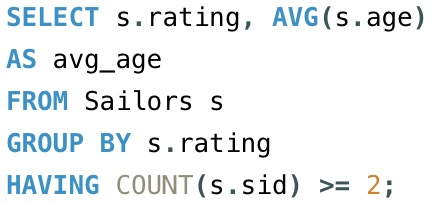 SELECT s.rating, AVG(s.age)
AS avg_age
FROM Sailors s
GROUP BY s.rating
HAVING COUNT(s.sid) >= 2;